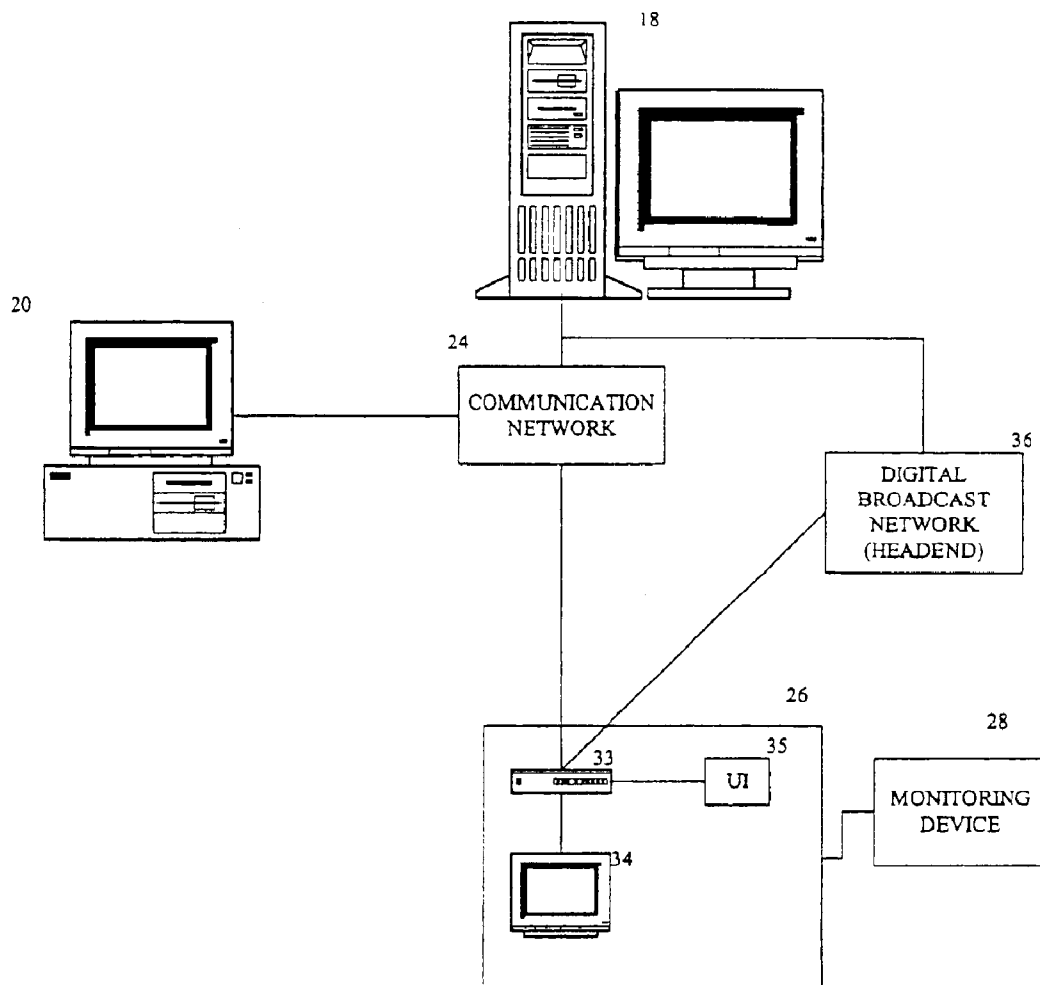 18
20
24
COMMUNICATION
NETWORK
36
DIGITAL
BROADCAST
NETWORK
(HEADEND)
26
28
33
35
UI
MONITORING
DEVICE
34